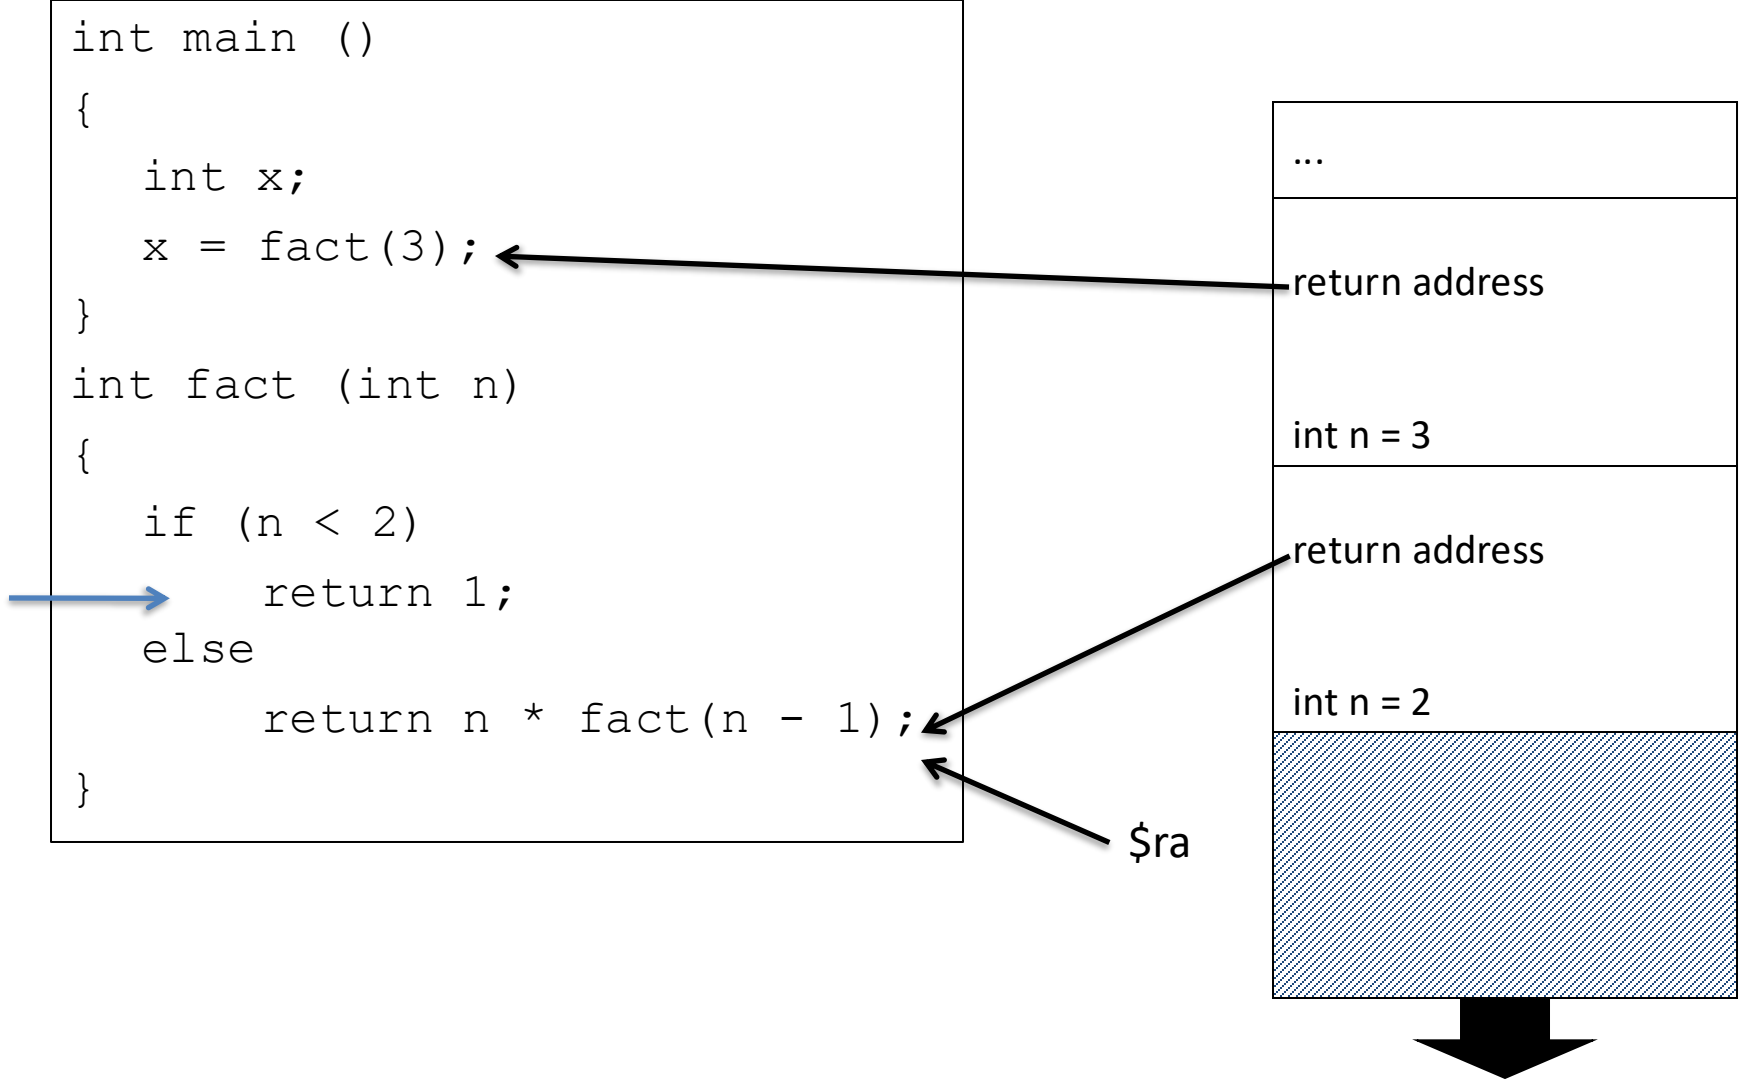 int main ()
{
int x;
x = fact(3);
}
int fact (int n)
{
if (n < 2)
return 1;
else
return n * fact(n - 1);
}
...
return address
int n = 3
return address
int n = 2
$ra